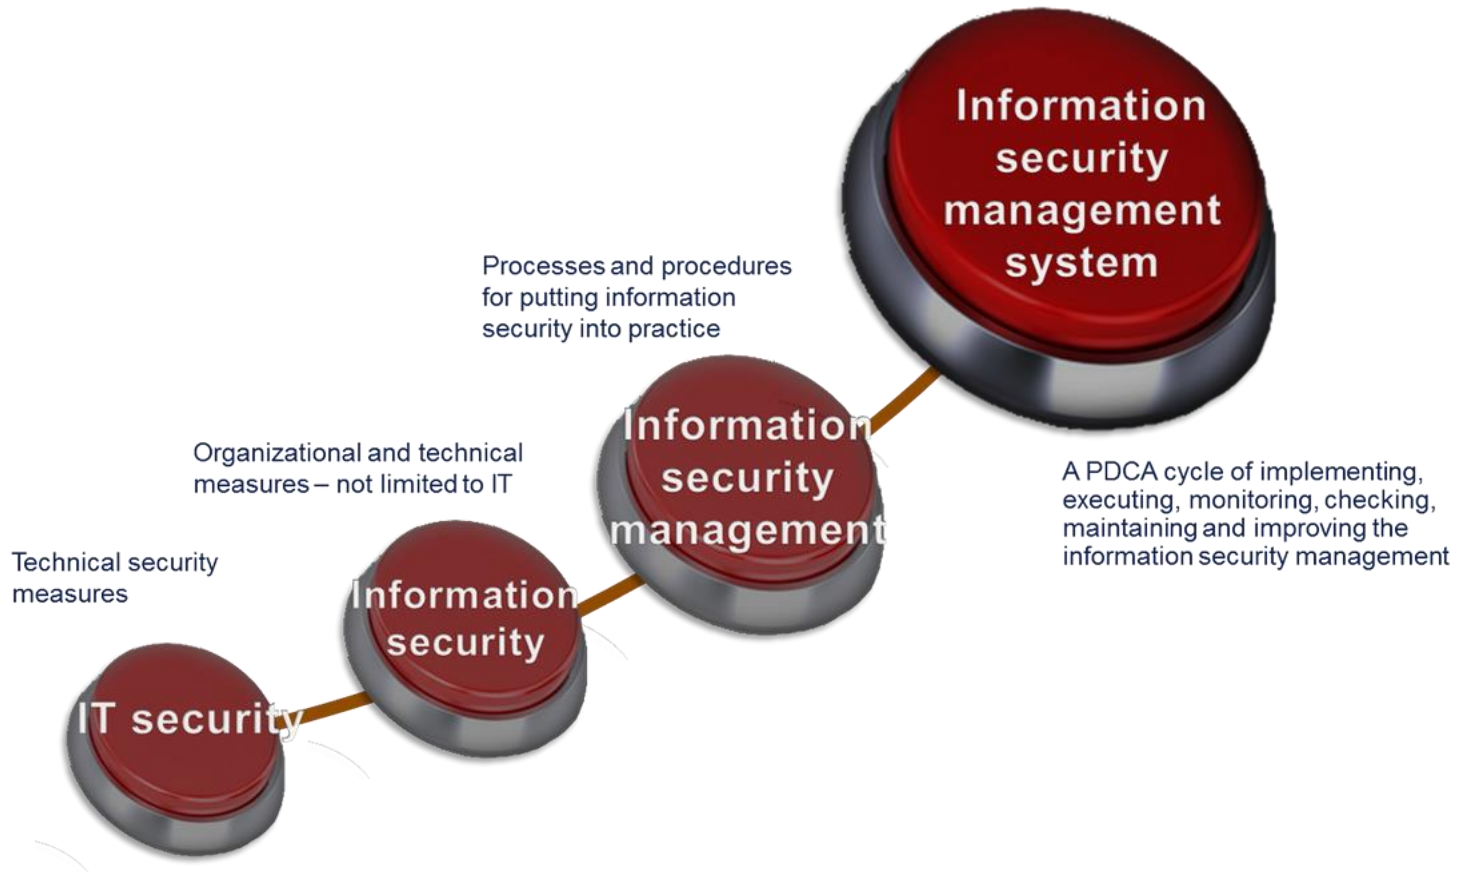 Information
security
management
system
Processes and procedures
for putting information
security into practice
Information
security
management
Organizational and technical
measures – not limited to IT
A PDCA cycle of implementing,
executing, monitoring, checking,
maintaining and improving the
information security management
Technical security
measures
Information
security
IT security